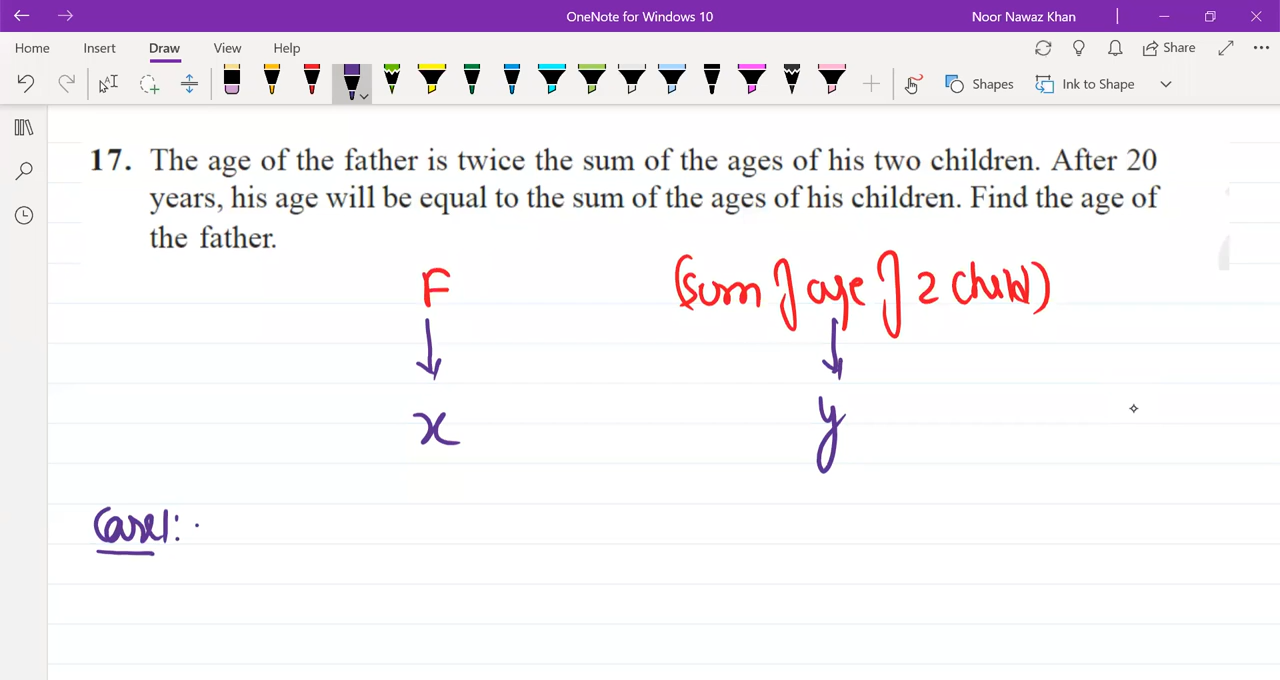 OneNote for Windows 10
Noor Nawaz Khan
Home Insert Draw View Help
Share
Shapes Ink to Shape
17. The age of the father is twice the sum of the ages of his two children. After 20
years, his age will be equal to the sum of the ages of his children. Find the age of
the father.
F (Sum of age of 2 child)
x y
Case1: